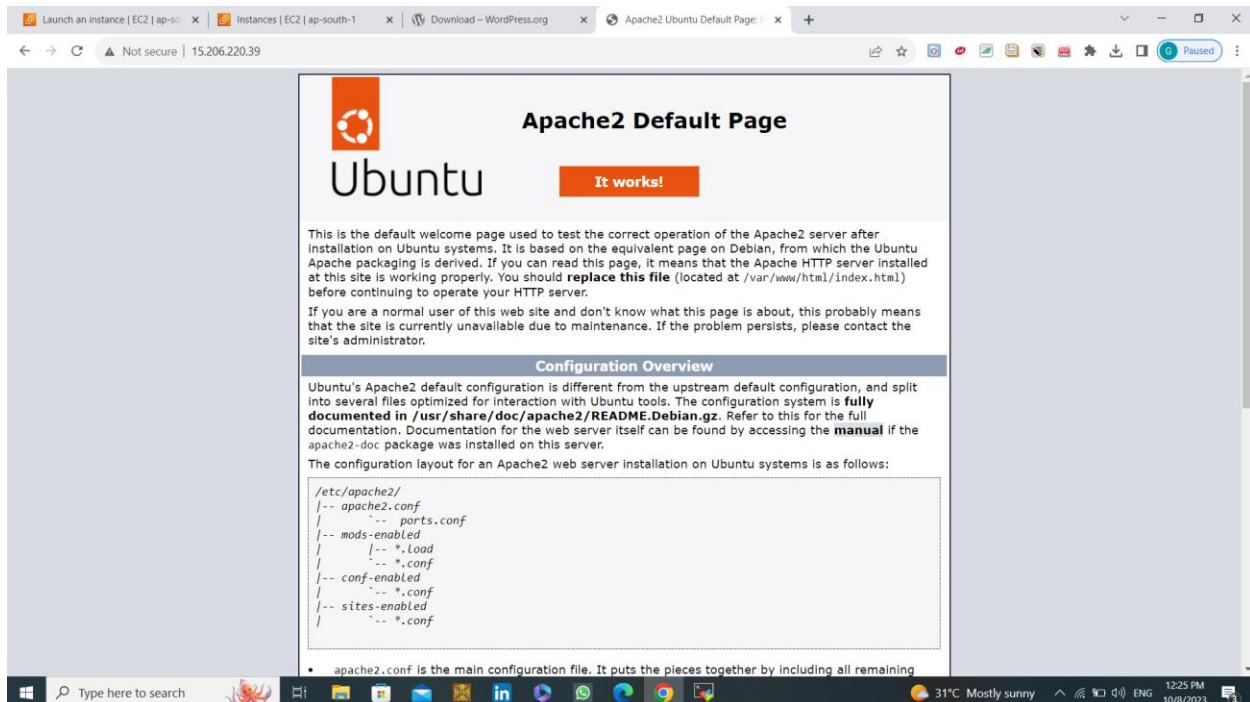 Launch an instance | EC2 | ap-so
Instances | EC2 | ap-south-1
Download – WordPress.org
Apache2 Ubuntu Default Page:
Not secure | 15.206.220.39
G Paused
Apache2 Default Page
Ubuntu
It works!
This is the default welcome page used to test the correct operation of the Apache2 server after
installation on Ubuntu systems. It is based on the equivalent page on Debian, from which the Ubuntu
Apache packaging is derived. If you can read this page, it means that the Apache HTTP server installed
at this site is working properly. You should replace this file (located at /var/www/html/index.html)
before continuing to operate your HTTP server.
If you are a normal user of this web site and don't know what this page is about, this probably means
that the site is currently unavailable due to maintenance. If the problem persists, please contact the
site's administrator.
Configuration Overview
Ubuntu's Apache2 default configuration is different from the upstream default configuration, and split
into several files optimized for interaction with Ubuntu tools. The configuration system is fully
documented in /usr/share/doc/apache2/README.Debian.gz. Refer to this for the full
documentation. Documentation for the web server itself can be found by accessing the manual if the
apache2-doc package was installed on this server.
The configuration layout for an Apache2 web server installation on Ubuntu systems is as follows:
/etc/apache2/
|-- apache2.conf
|       `--  ports.conf
|-- mods-enabled
|       |-- *.load
|       `-- *.conf
|-- conf-enabled
|       `-- *.conf
|-- sites-enabled
|       `-- *.conf
• apache2.conf is the main configuration file. It puts the pieces together by including all remaining
Type here to search
31°C Mostly sunny
ENG
12:25 PM
10/8/2023